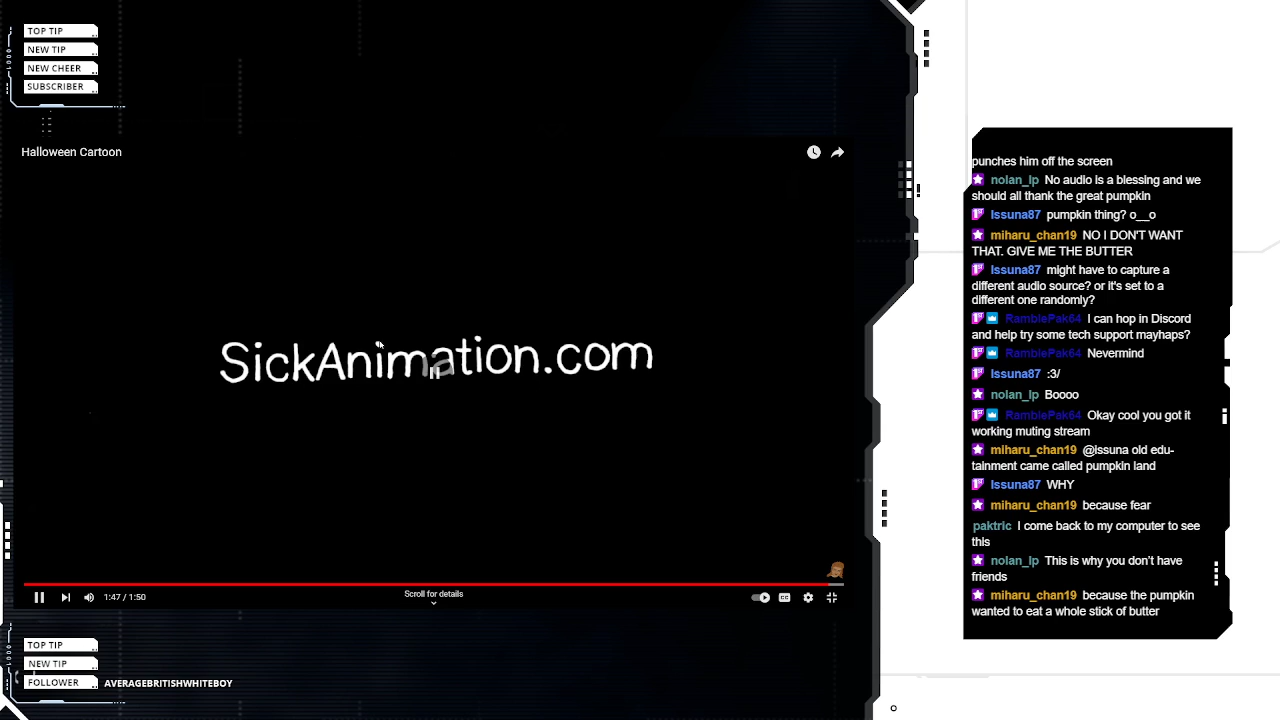 TOP TIP
NEW TIP
NEW CHEER
SUBSCRIBER
Halloween Cartoon
SickAnimation.com
1:47 / 1:50
Scroll for details
CC
TOP TIP
NEW TIP
FOLLOWER AVERAGEBRITISHWHITEBOY
punches him off the screen
nolan_lp No audio is a blessing and we
should all thank the great pumpkin
Issuna87 pumpkin thing? o__o
miharu_chan19 NO I DON'T WANT
THAT. GIVE ME THE BUTTER
Issuna87 might have to capture a
different audio source? or it's set to a
different one randomly?
RamblePak64 I can hop in Discord
and help try some tech support mayhaps?
RamblePak64 Nevermind
Issuna87 :3/
nolan_lp Boooo
RamblePak64 Okay cool you got it
working muting stream
miharu_chan19 @Issuna old edu-
tainment came called pumpkin land
Issuna87 WHY
miharu_chan19 because fear
paktric I come back to my computer to see
this
nolan_lp This is why you don't have
friends
miharu_chan19 because the pumpkin
wanted to eat a whole stick of butter